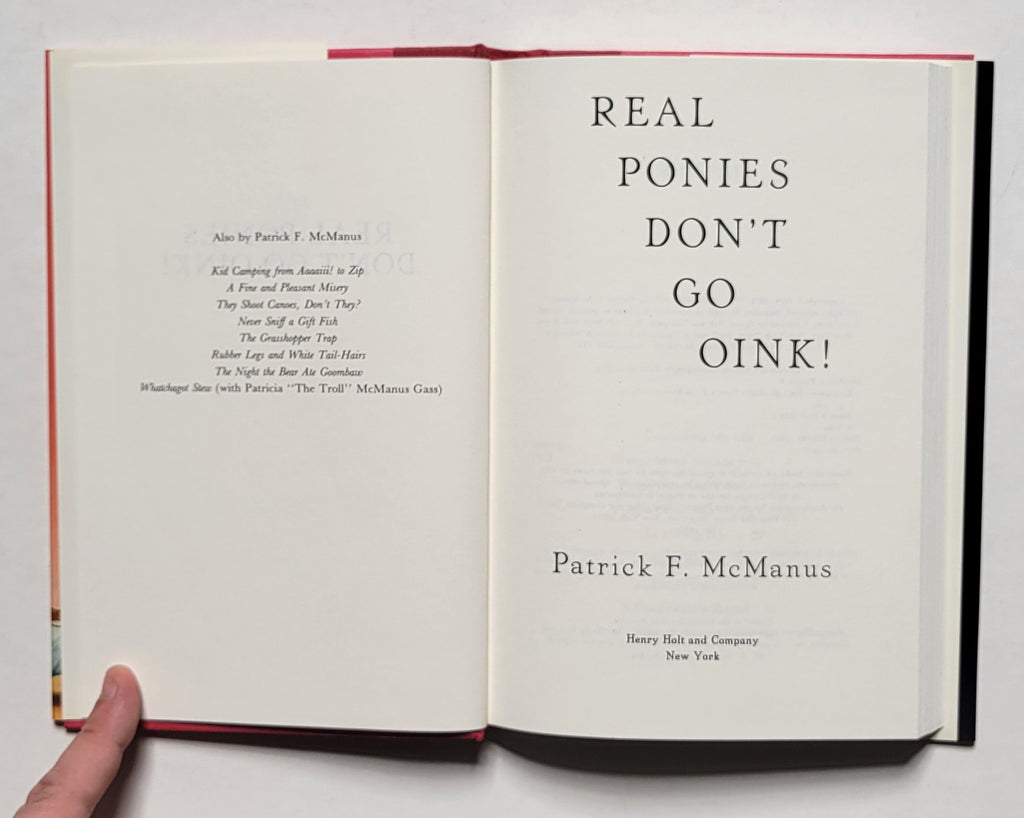 Also by Patrick F. McManus
Kid Camping from Aaaaiii! to Zip
A Fine and Pleasant Misery
They Shoot Canoes, Don't They?
Never Sniff a Gift Fish
The Grasshopper Trap
Rubber Legs and White Tail-Hairs
The Night the Bear Ate Goombaw
Whatchagot Stew (with Patricia "The Troll" McManus Gass)
REAL
PONIES
DON'T
GO
OINK!
Patrick F. McManus
Henry Holt and Company
New York